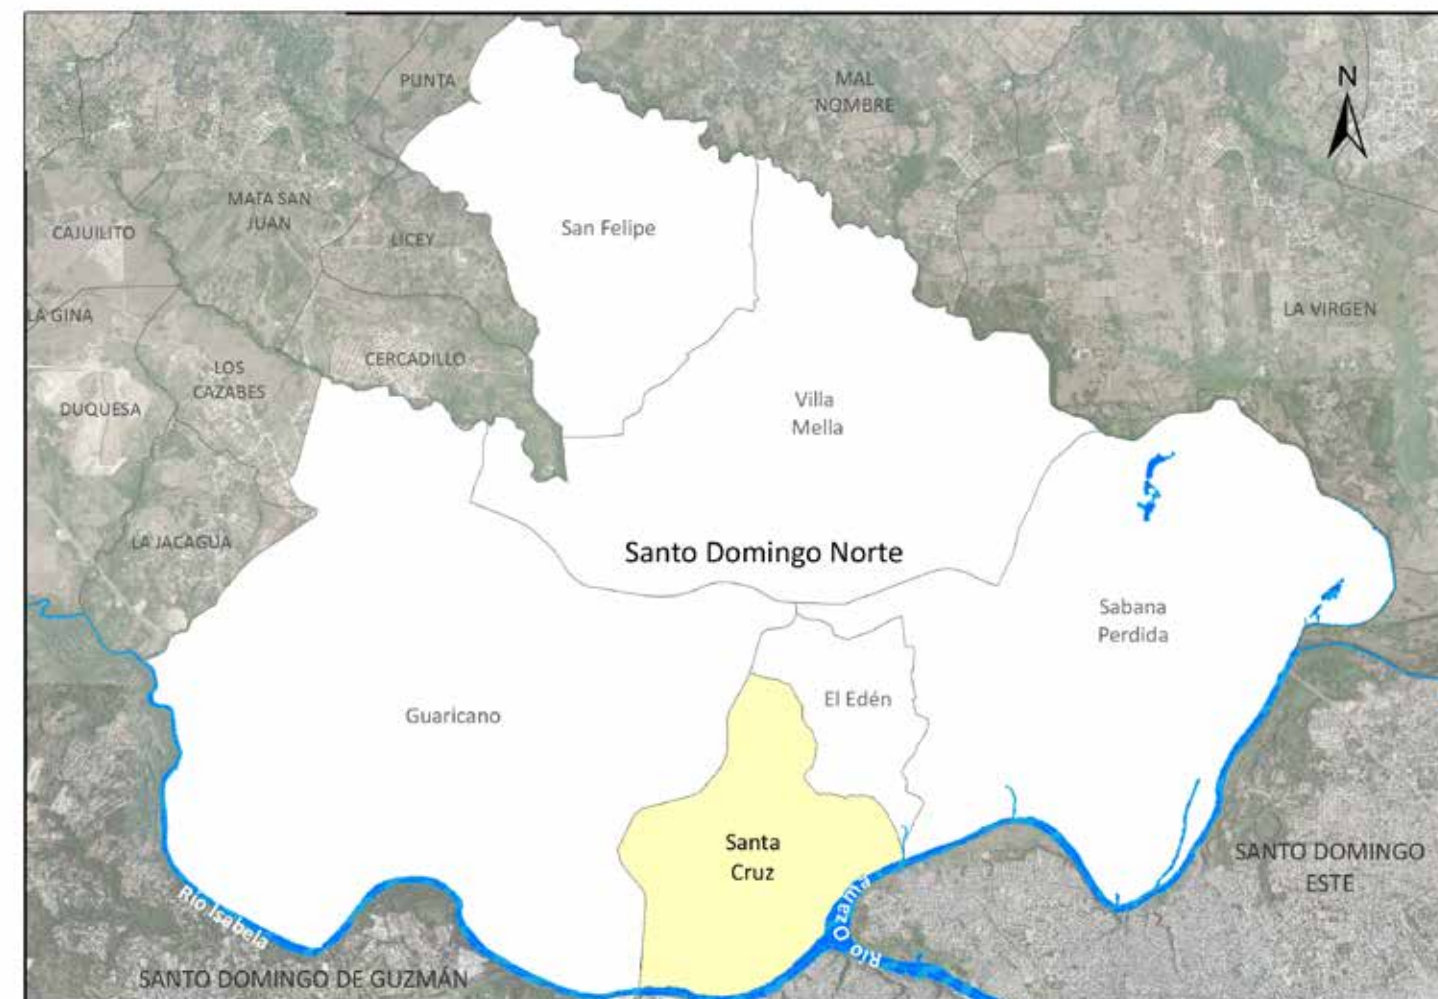 N
PUNTA
MAL
NOMBRE
MATA SAN
JUAN
CAJUILITO
LICEY
San Felipe
LA GINA
LA VIRGEN
CERCADILLO
LOS
CAZABES
DUQUESA
Villa
Mella
LA JACAGUA
Santo Domingo Norte
Sabana
Perdida
El Edén
Guaricano
Santa
Cruz
SANTO DOMINGO
ESTE
Río Isabela
Río Ozama
SANTO DOMINGO DE GUZMÁN